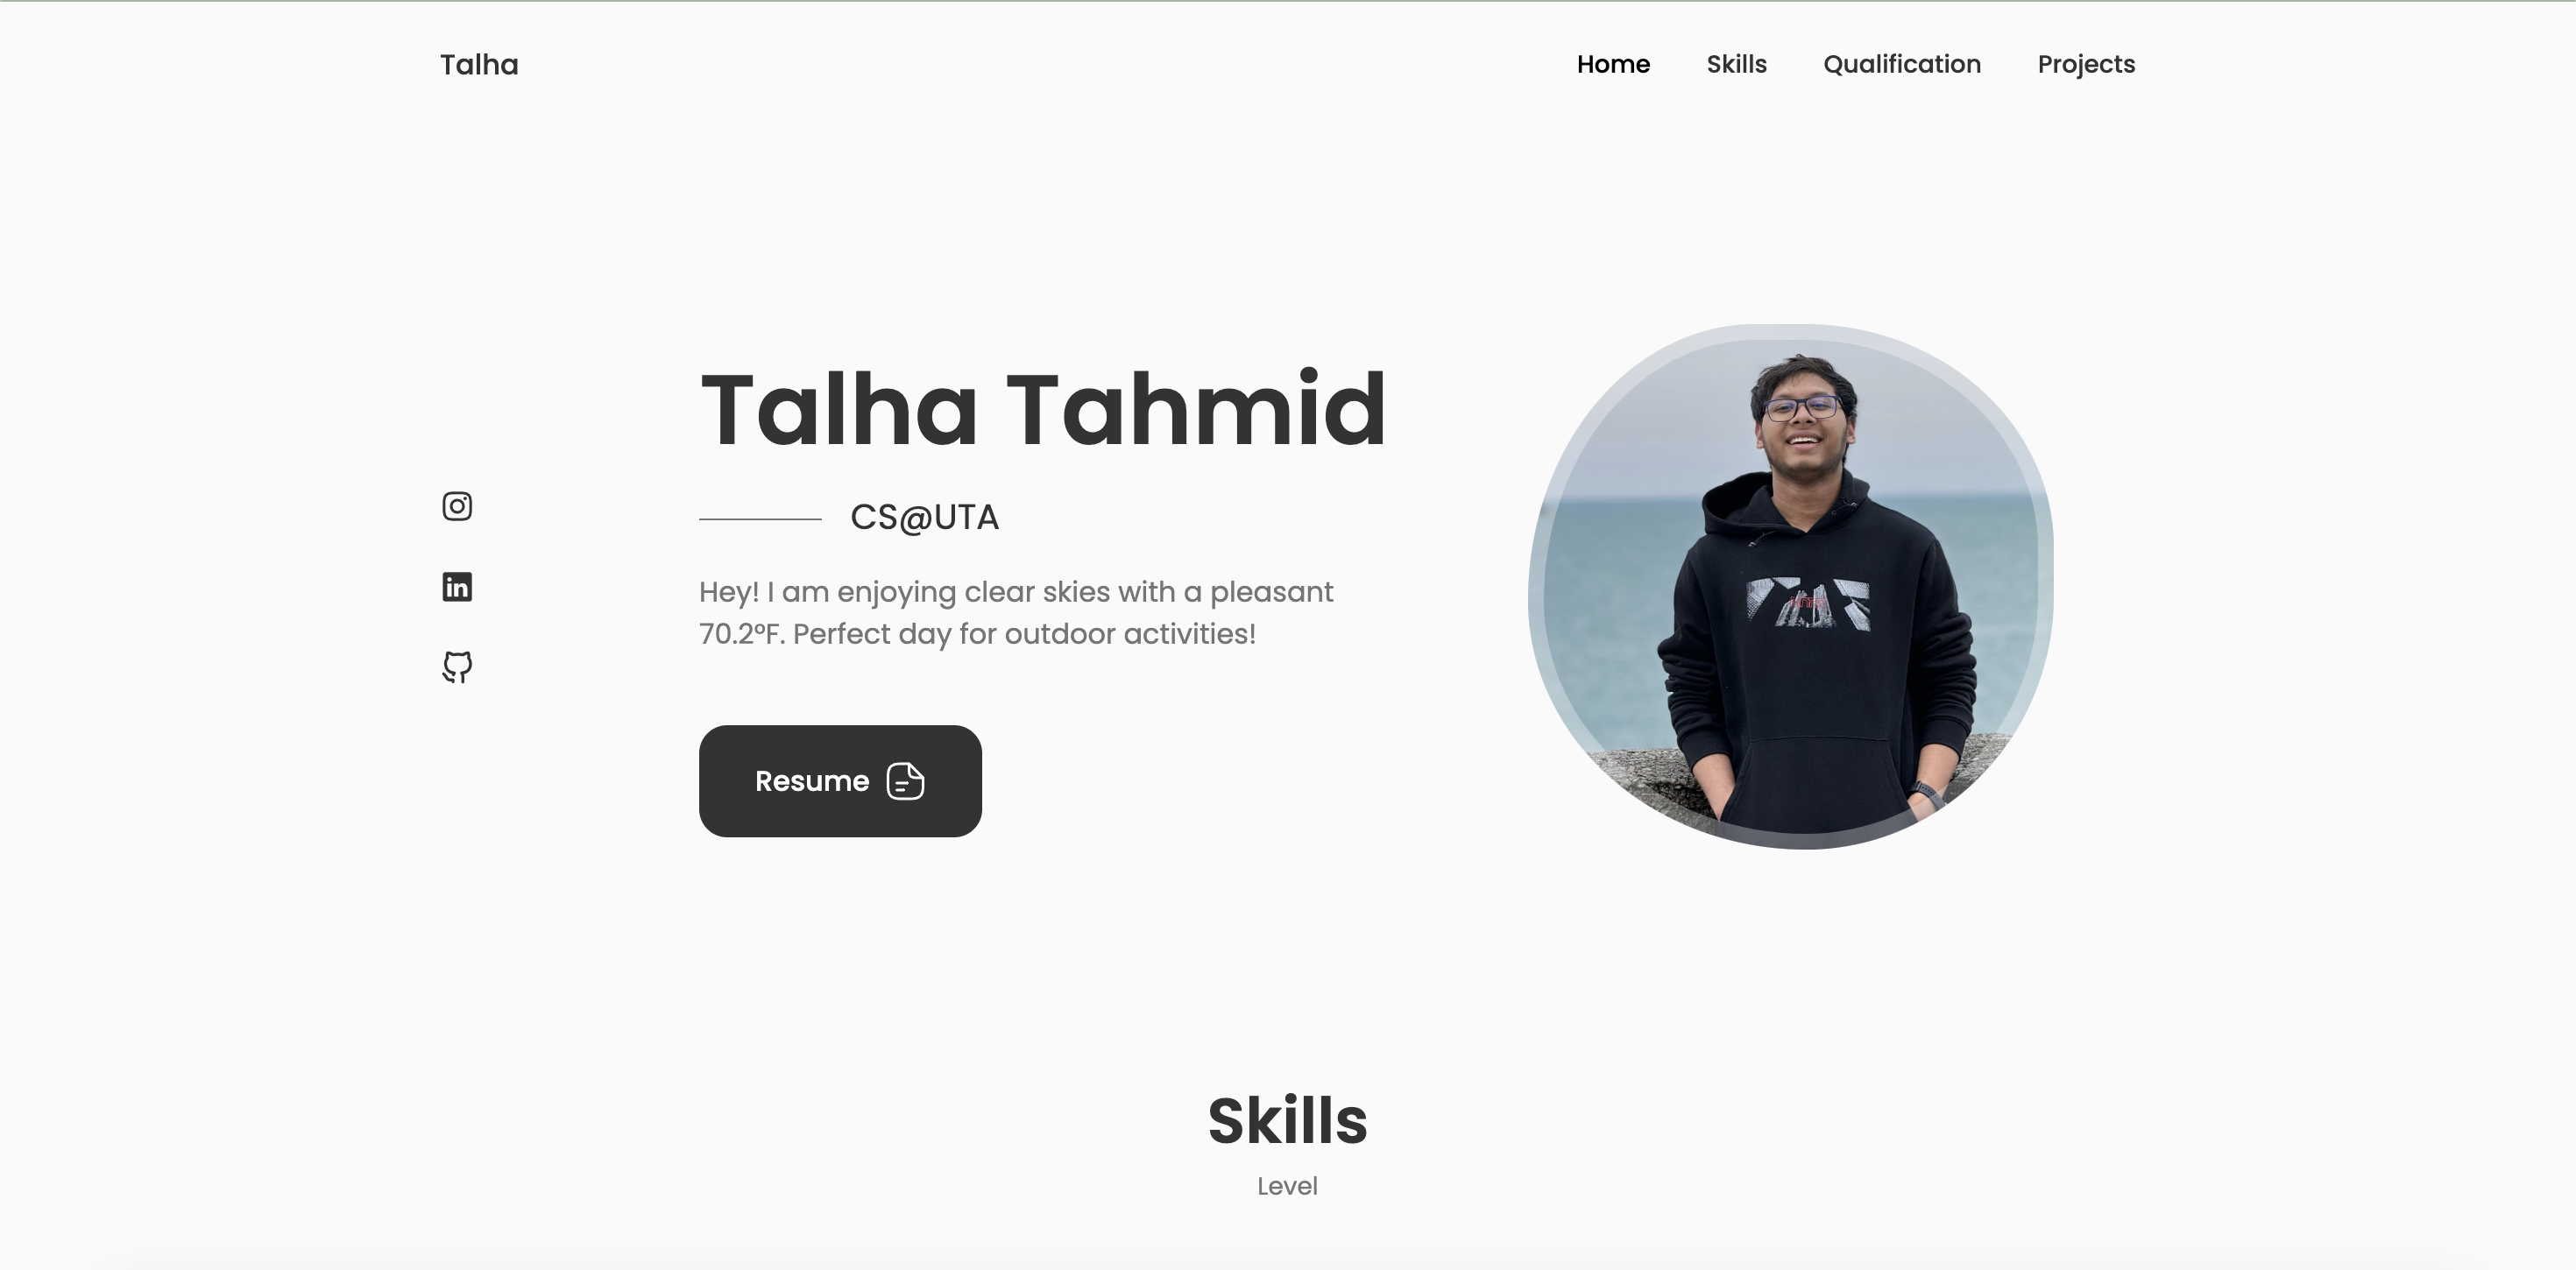 Talha
Home
Skills
Qualification
Projects
Talha Tahmid
CS@UTA
Hey! I am enjoying clear skies with a pleasant
70.2°F. Perfect day for outdoor activities!
Resume
Skills
Level